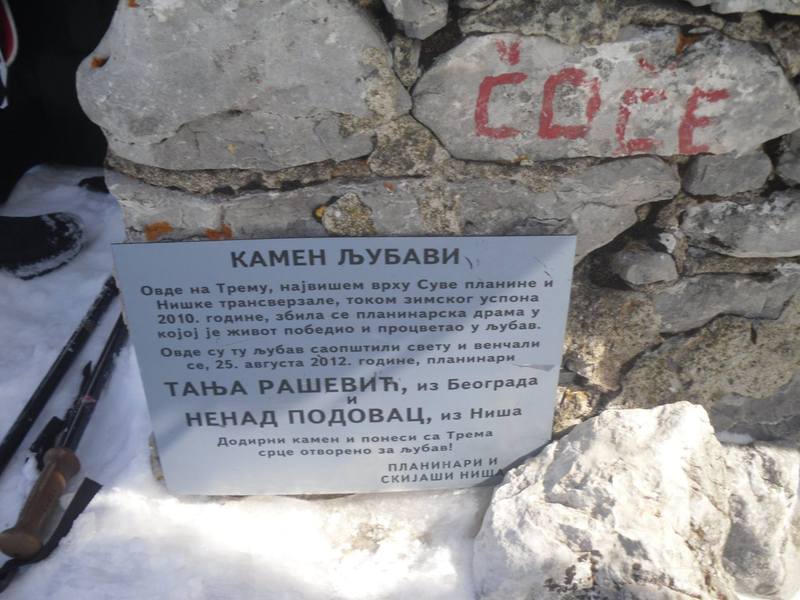 ČOČE
КАМЕН ЉУБАВИ
Овде на Трему, највишем врху Суве планине и
Нишке трансверзале, током зимског успона
2010. године, збила се планинарска драма у
којој је живот победио и процветао у љубав.
Овде су ту љубав саопштили свету и венчали
се, 25. августа 2012. године, планинари
ТАЊА РАШЕВИЋ, из Београда
и
НЕНАД ПОДОВАЦ, из Ниша
Додирни камен и понеси са Трема
срце отворено за љубав!
ПЛАНИНАРИ И
СКИЈАШИ НИША